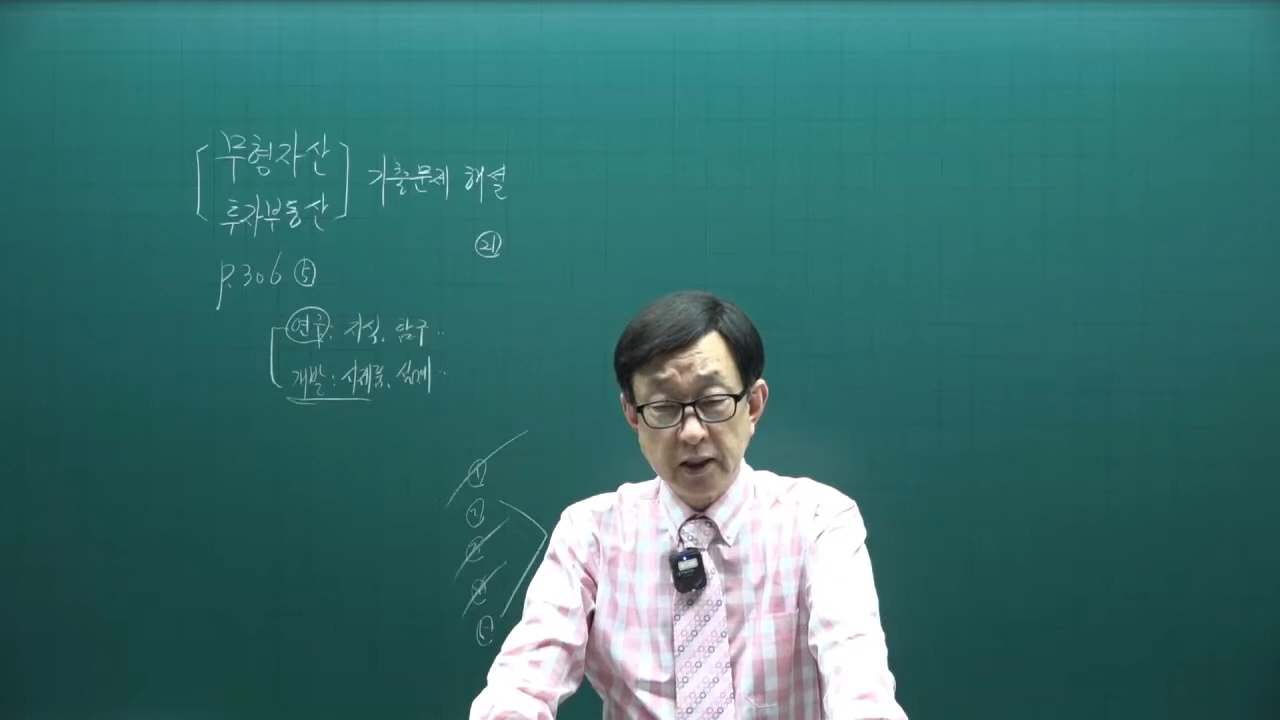 무형자산
투자부동산
기출문제 해설
21
p.306 ⑤
연구: 지식, 탐구..
개발: 시제품, 설계..
①
②
③
④
⑤